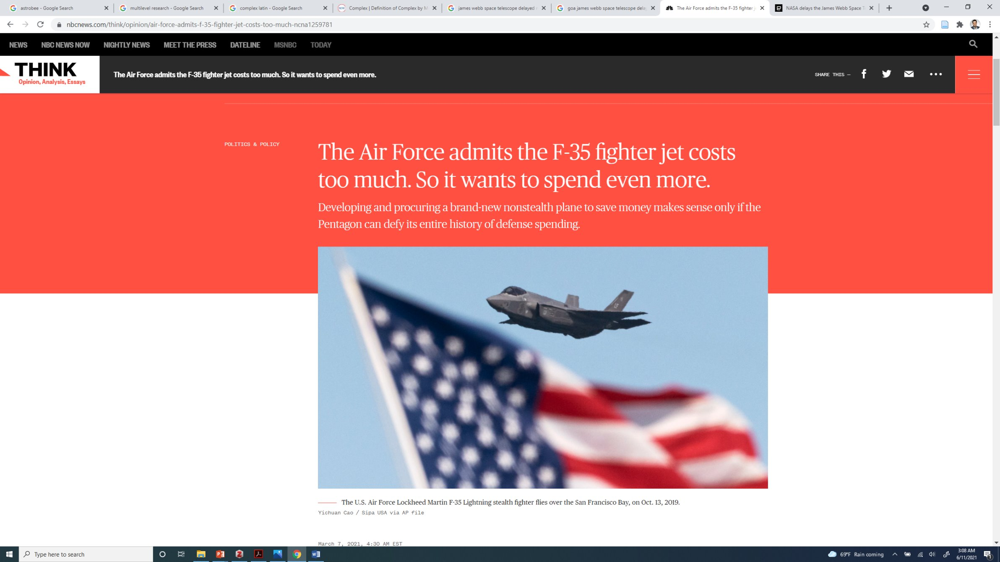 astrobee - Google Search
multilevel research - Google Search
complex latin - Google Search
Complex | Definition of Complex by M
james webb space telescope delayed
goa james webb space telescope dela
The Air Force admits the F-35 fighter j
NASA delays the James Webb Space T
nbcnews.com/think/opinion/air-force-admits-f-35-fighter-jet-costs-too-much-ncna1259781
NEWS NBC NEWS NOW NIGHTLY NEWS MEET THE PRESS DATELINE MSNBC TODAY
THINK
Opinion, Analysis, Essays
The Air Force admits the F-35 fighter jet costs too much. So it wants to spend even more.
SHARE THIS —
POLITICS & POLICY
The Air Force admits the F-35 fighter jet costs
too much. So it wants to spend even more.
Developing and procuring a brand-new nonstealth plane to save money makes sense only if the
Pentagon can defy its entire history of defense spending.
LF
The U.S. Air Force Lockheed Martin F-35 Lightning stealth fighter flies over the San Francisco Bay, on Oct. 13, 2019.
Yichuan Cao / Sipa USA via AP file
March 7, 2021, 4:30 AM EST
Type here to search
69°F Rain coming
3:08 AM
6/11/2021
1